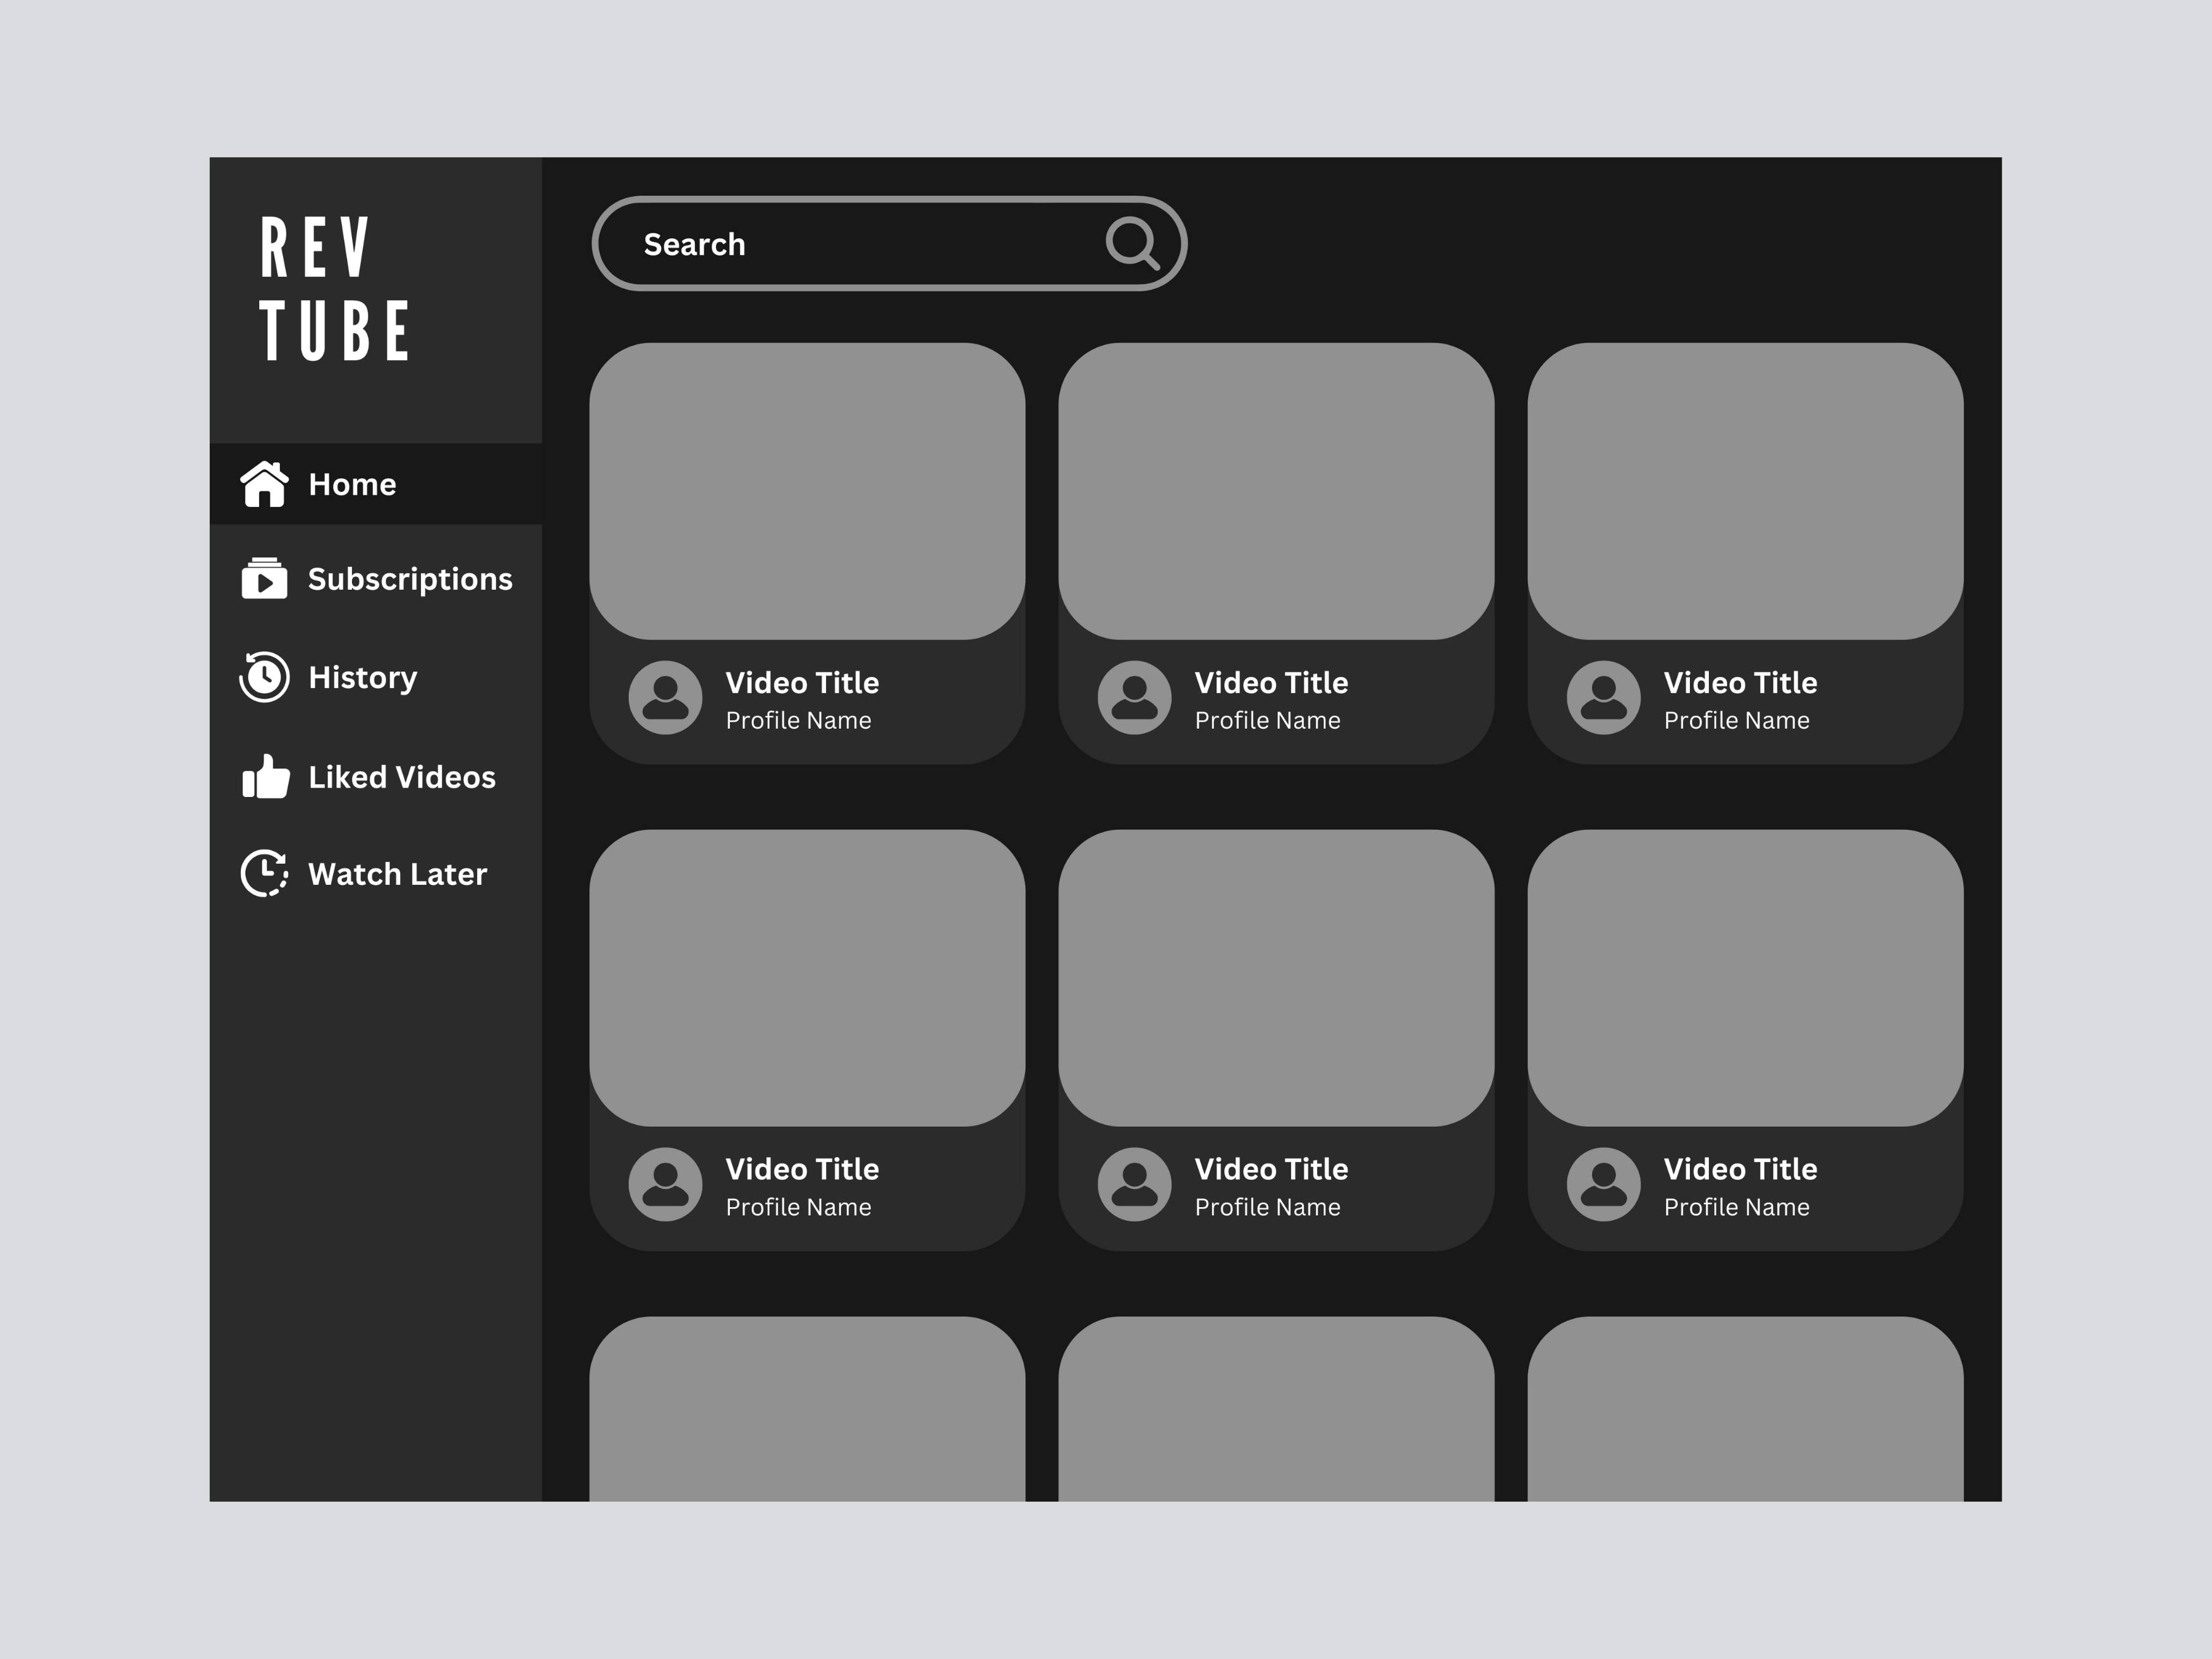 REV
TUBE
Home
Subscriptions
History
Liked Videos
Watch Later
Search
Video Title
Profile Name
Video Title
Profile Name
Video Title
Profile Name
Video Title
Profile Name
Video Title
Profile Name
Video Title
Profile Name